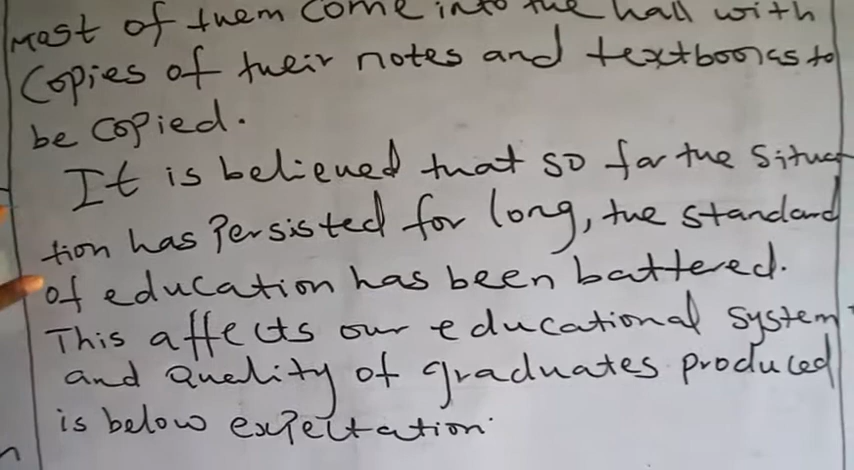 Most of them come into the hall with
Copies of their notes and textbooks to
be copied.
It is believed that so far the situa
tion has Persisted for long, the standard
of education has been battered.
This affects our educational system
and quality of graduates produced
is below expectation.